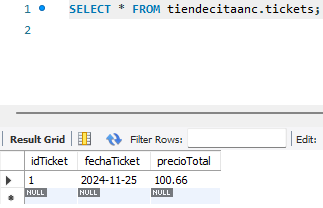 1 SELECT * FROM tiendecitaanc.tickets;
2
Result Grid Filter Rows: Edit:
idTicket fechaTicket precioTotal
1 2024-11-25 100.66
NULL NULL NULL